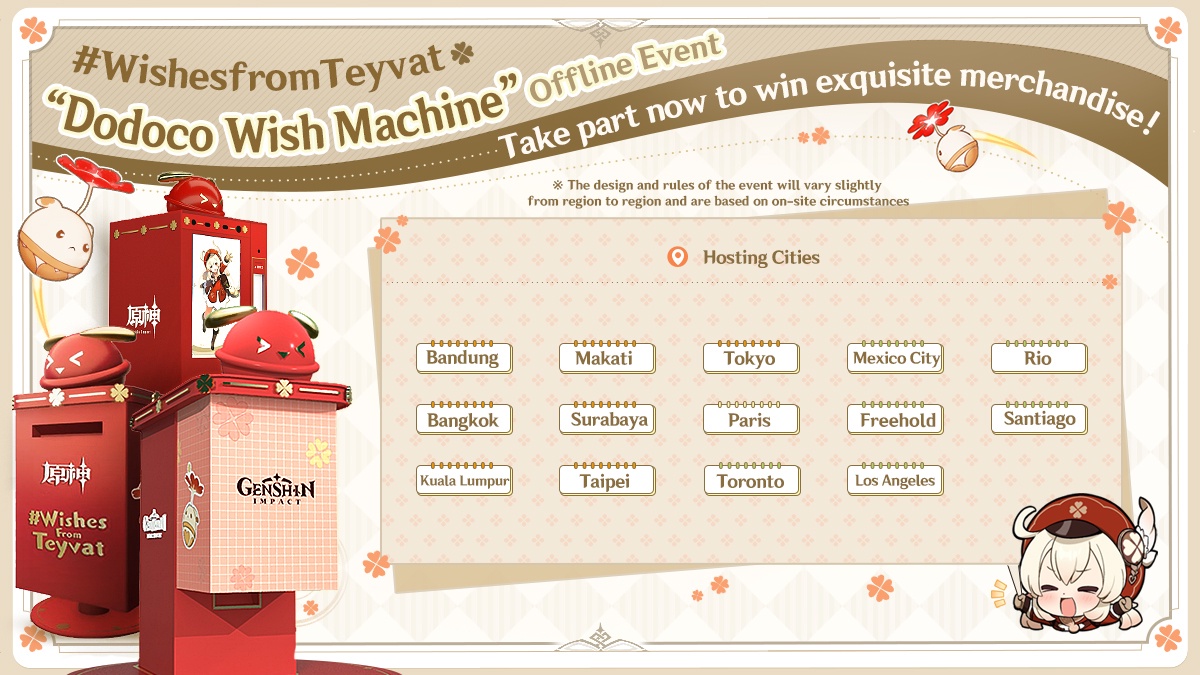 #WishesfromTeyvat
“Dodoco Wish Machine” Offline Event
Take part now to win exquisite merchandise!
※ The design and rules of the event will vary slightly
from region to region and are based on on-site circumstances
Hosting Cities
Bandung
Makati
Tokyo
Mexico City
Rio
Bangkok
Surabaya
Paris
Freehold
Santiago
Kuala Lumpur
Taipei
Toronto
Los Angeles
原神
原神
#Wishes
From
Teyvat
GENSHIN
IMPACT